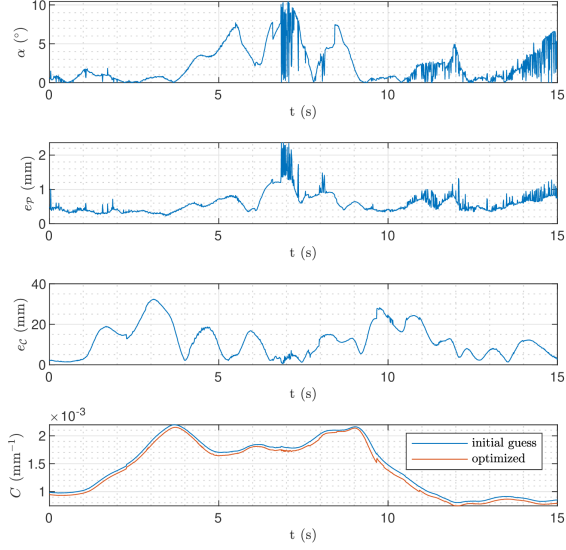 10
5
0
α (°)
0 5 10 15
t (s)
2
1
0
e_P (mm)
0 5 10 15
t (s)
40
20
0
e_C (mm)
0 5 10 15
t (s)
× 10^-3
2
1.5
1
C (mm^−1)
initial guess
optimized
0 5 10 15
t (s)